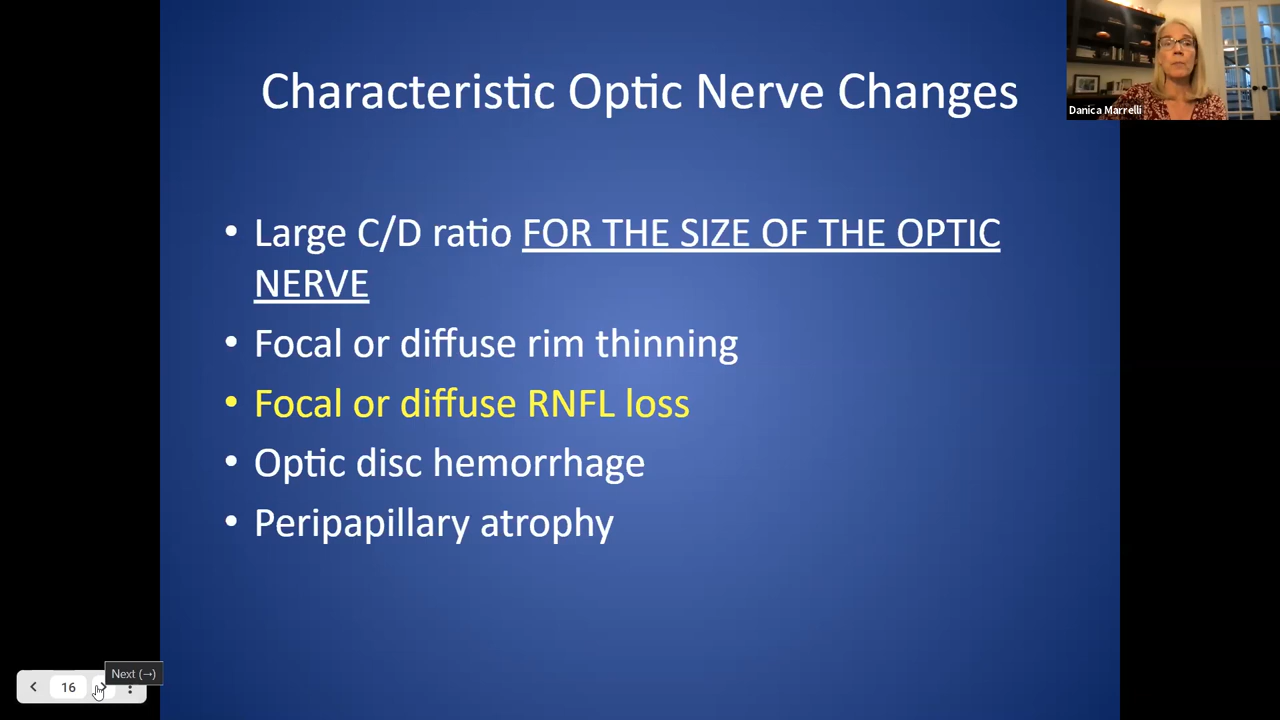 Characteristic Optic Nerve Changes
Danica Marrelli
• Large C/D ratio FOR THE SIZE OF THE OPTIC
NERVE
• Focal or diffuse rim thinning
• Focal or diffuse RNFL loss
• Optic disc hemorrhage
• Peripapillary atrophy
Next (→)
16